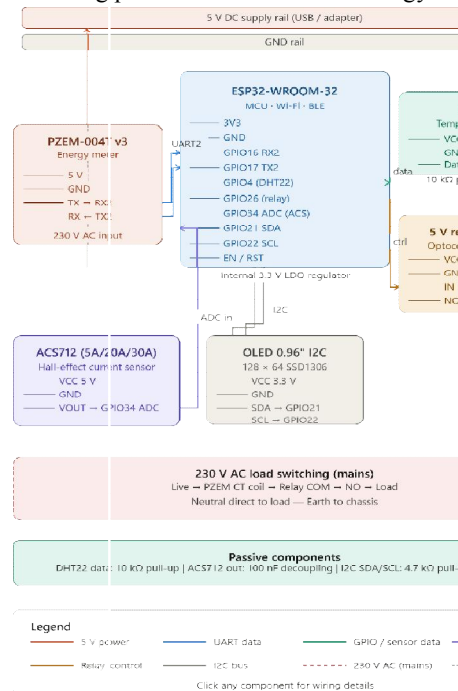 5 V DC supply rail (USB / adapter)
GND rail
ESP32-WROOM-32
MCU · Wi-Fi · BLE
3V3
GND
GPIO16 RX2
GPIO17 TX2
GPIO4 (DHT22)
GPIO26 (relay)
GPIO34 ADC (ACS)
GPIO21 SDA
GPIO22 SCL
EN / RST
Internal 3.3 V LDO regulator
PZEM-004T v3
Energy meter
5 V
GND
TX → RX2
RX ← TX2
230 V AC input
UART2
data
ctrl
VCC
10 kΩ
5 V
VCC
IN
ADC in
I2C
ACS712 (5A/20A/30A)
Hall-effect current sensor
VCC 5 V
GND
VOUT → GPIO34 ADC
OLED 0.96" I2C
128 × 64 SSD1306
VCC 3.3 V
GND
SDA → GPIO21
SCL → GPIO22
230 V AC load switching (mains)
Live → PZEM CT coil → Relay COM → NO → Load
Neutral direct to load — Earth to chassis
Passive components
DHT22 data: 10 kΩ pull-up | ACS712 out: 100 nF decoupling | I2C SDA/SCL: 4.7 kΩ pull-
Legend
5 V power
UART data
GPIO / sensor data
Relay control
I2C bus
230 V AC (mains)
Click any component for wiring details